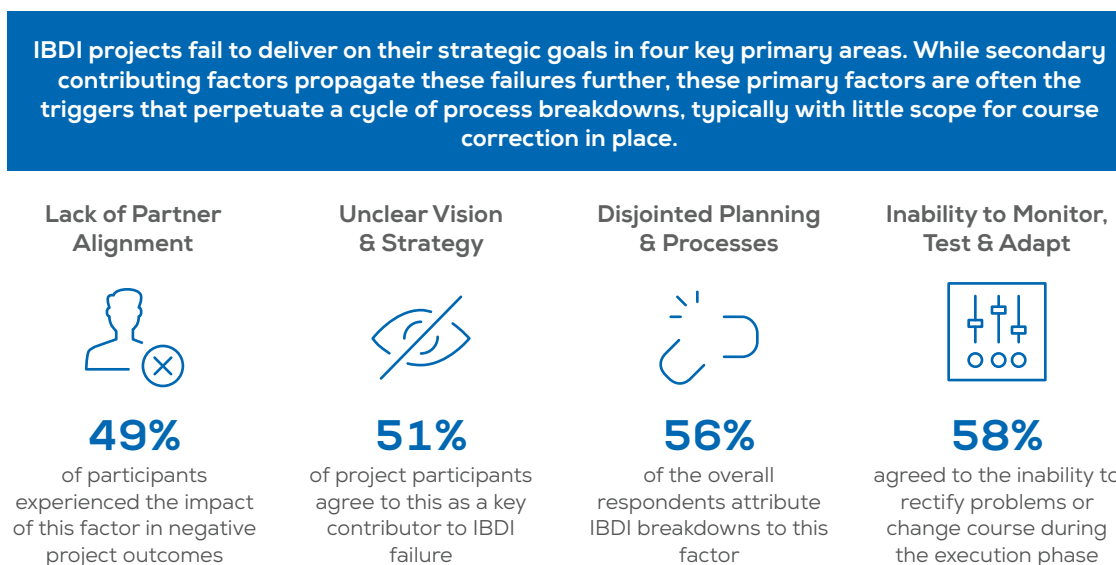 IBDI projects fail to deliver on their strategic goals in four key primary areas. While secondary
contributing factors propagate these failures further, these primary factors are often the
triggers that perpetuate a cycle of process breakdowns, typically with little scope for course
correction in place.
Lack of Partner
Alignment
49%
of participants
experienced the impact
of this factor in negative
project outcomes
Unclear Vision
& Strategy
51%
of project participants
agree to this as a key
contributor to IBDI
failure
Disjointed Planning
& Processes
56%
of the overall
respondents attribute
IBDI breakdowns to this
factor
Inability to Monitor,
Test & Adapt
58%
agreed to the inability to
rectify problems or
change course during
the execution phase